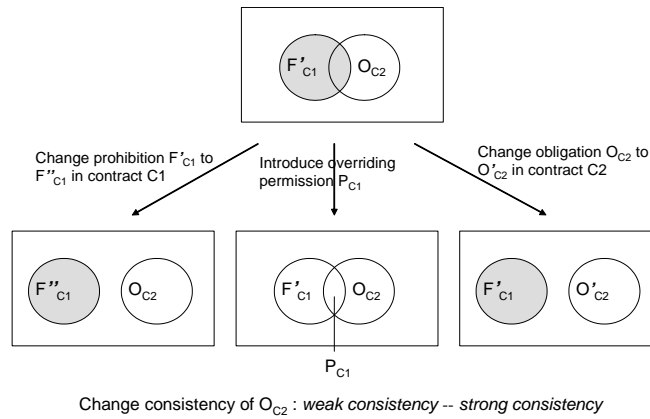 F'C1 OC2
Change prohibition F'C1 to
F"C1 in contract C1
Introduce overriding
permission PC1
Change obligation OC2 to
O'C2 in contract C2
F"C1 OC2
F'C1 OC2
F'C1 O'C2
PC1
Change consistency of OC2 : weak consistency -- strong consistency